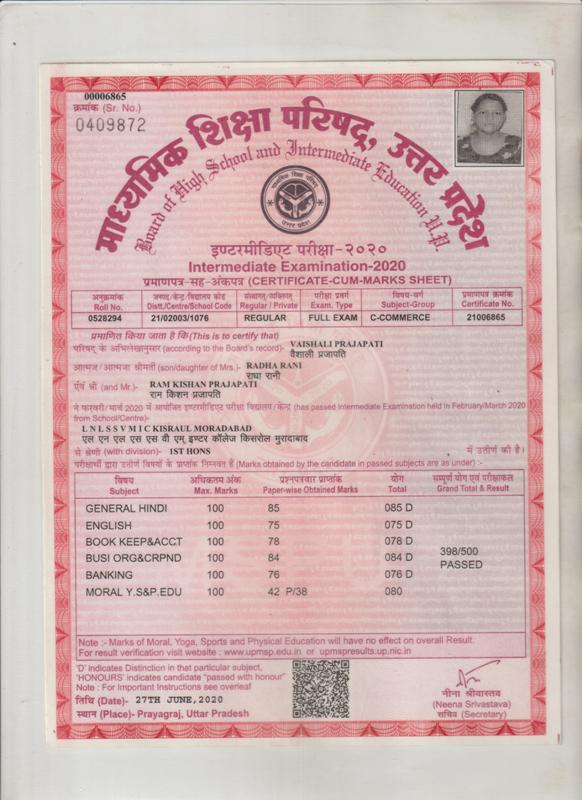 00006865
क्रमांक (Sr. No.)
0409872
माध्यमिक शिक्षा परिषद्, उत्तर प्रदेश
Board of High School and Intermediate Education U.P.
इण्टरमीडिएट परीक्षा-२०२०
Intermediate Examination-2020
प्रमाणपत्र-सह-अंकपत्र (CERTIFICATE-CUM-MARKS SHEET)
अनुक्रमांक जनपद/केन्द्र/विद्यालय कोड संस्थागत/व्यक्तिगत परीक्षा प्रवर्ग विषय-वर्ग प्रमाणपत्र क्रमांक
Roll No. Distt./Centre/School Code Regular / Private Exam. Type Subject-Group Certificate No.
0528294 21/02003/1076 REGULAR FULL EXAM C-COMMERCE 21006865
प्रमाणित किया जाता है कि(This is to certify that)
परिषद् के अभिलेखानुसार (according to the Board's record)- VAISHALI PRAJAPATI
वैशाली प्रजापति
आत्मज/आत्मजा श्रीमती (son/daughter of Mrs.)- RADHA RANI
राधा रानी
एंव श्री (and Mr.)- RAM KISHAN PRAJAPATI
राम किशन प्रजापति
ने फरवरी/मार्च 2020 में आयोजित इण्टरमीडिएट परीक्षा विद्यालय/केन्द्र (has passed Intermediate Examination held in February/March 2020
from School/Centre)-
L N L S S V M I C KISRAUL MORADABAD
एल एन एल एस एस वी एम् इण्टर कॉलेज किसरोल मुरादाबाद
से श्रेणी (with division)- 1ST HONS में उत्तीर्ण की है।
परीक्षार्थी द्वारा उत्तीर्ण विषयों के प्राप्तांक निम्नवत हैं (Marks obtained by the candidate in passed subjects are as under) :-
विषय अधिकतम अंक प्रश्नपत्रवार प्राप्तांक योग सम्पूर्ण योग एवं परीक्षाफल
Subject Max. Marks Paper-wise Obtained Marks Total Grand Total & Result
GENERAL HINDI 100 85 085 D
ENGLISH 100 75 075 D
BOOK KEEP&ACCT 100 78 078 D
BUSI ORG&CRPND 100 84 084 D
398/500
PASSED
BANKING 100 76 076 D
MORAL Y.S&P.EDU 100 42 P/38 080
Note :- Marks of Moral, Yoga, Sports and Physical Education will have no effect on overall Result.
For result verification visit website : www.upmsp.edu.in or upmspresults.up.nic.in
'D' indicates Distinction in that particular subject,
'HONOURS' indicates candidate "passed with honour"
Note : For Important Instructions see overleaf
तिथि (Date)- 27TH JUNE,2020
स्थान (Place)- Prayagraj, Uttar Pradesh
नीना श्रीवास्तव
(Neena Srivastava)
सचिव (Secretary)